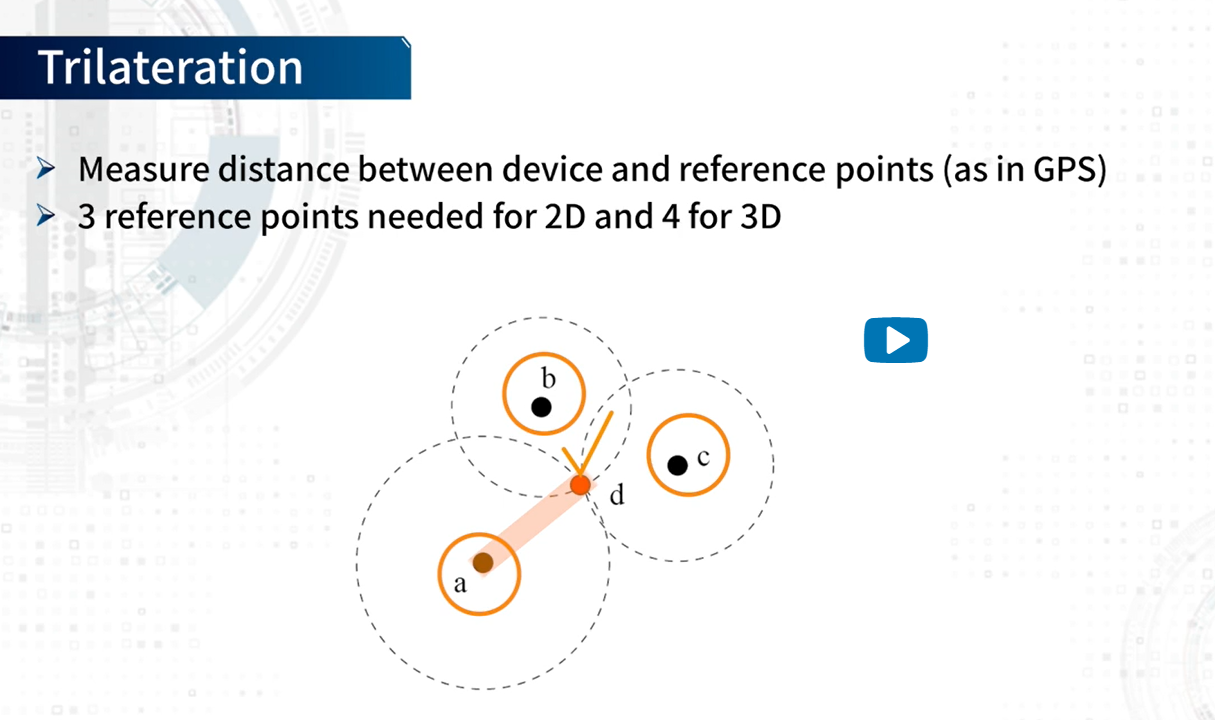 Trilateration
Measure distance between device and reference points (as in GPS)
3 reference points needed for 2D and 4 for 3D
b
c
d
a